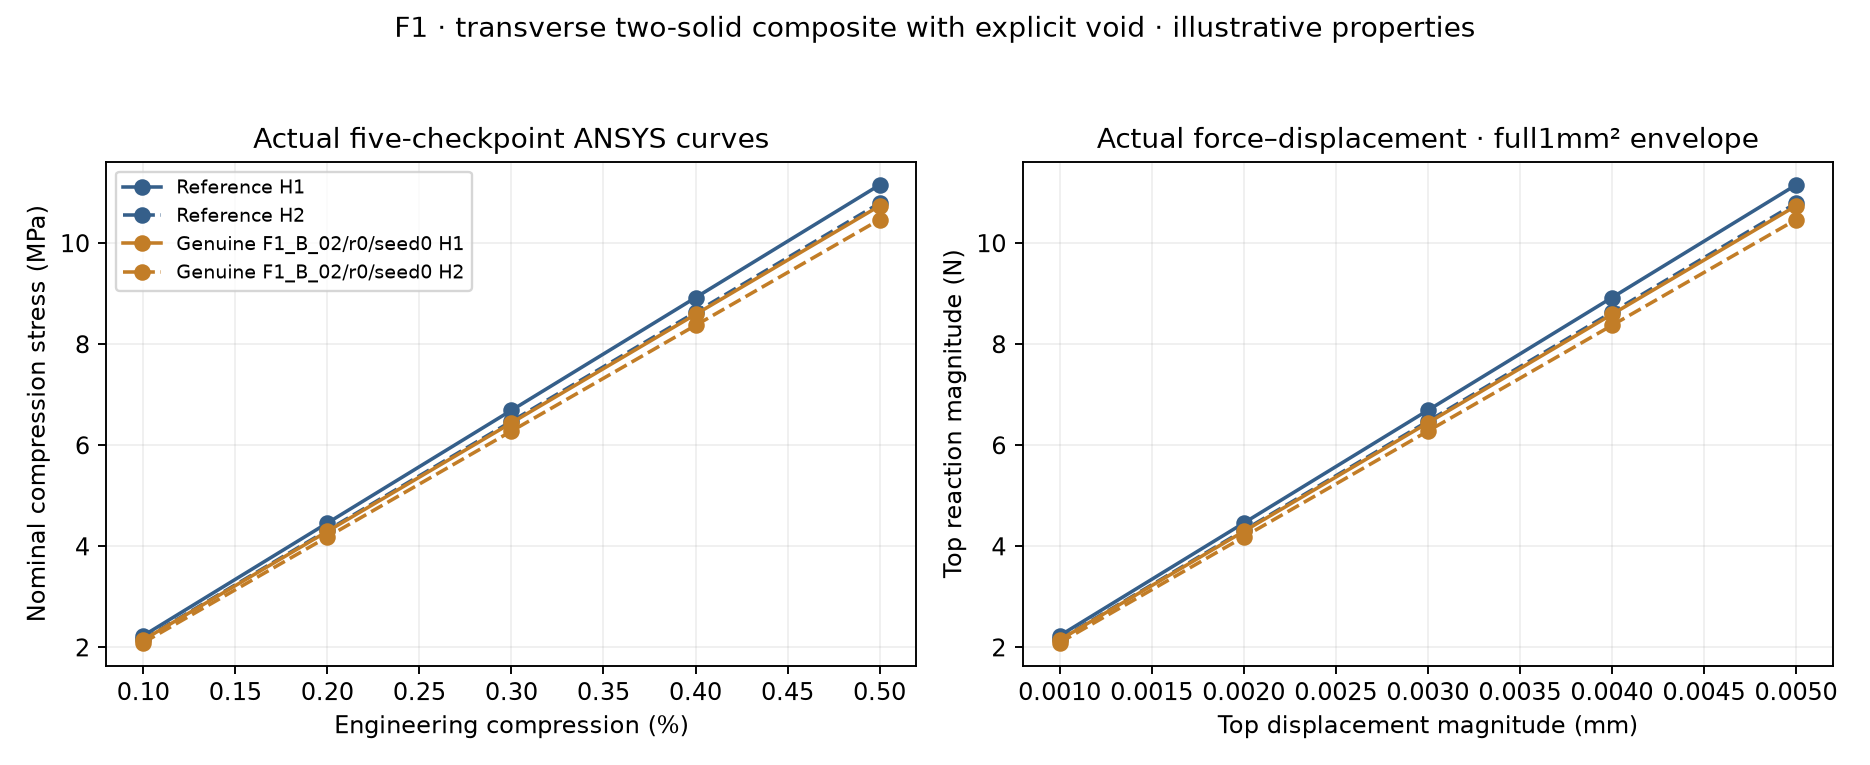 F1 · transverse two-solid composite with explicit void · illustrative properties
Actual five-checkpoint ANSYS curves
Nominal compression stress (MPa)
10
8
6
4
2
Reference H1
Reference H2
Genuine F1_B_02/r0/seed0 H1
Genuine F1_B_02/r0/seed0 H2
0.10 0.15 0.20 0.25 0.30 0.35 0.40 0.45 0.50
Engineering compression (%)
Actual force–displacement · full1mm² envelope
Top reaction magnitude (N)
10
8
6
4
2
0.0010 0.0015 0.0020 0.0025 0.0030 0.0035 0.0040 0.0045 0.0050
Top displacement magnitude (mm)